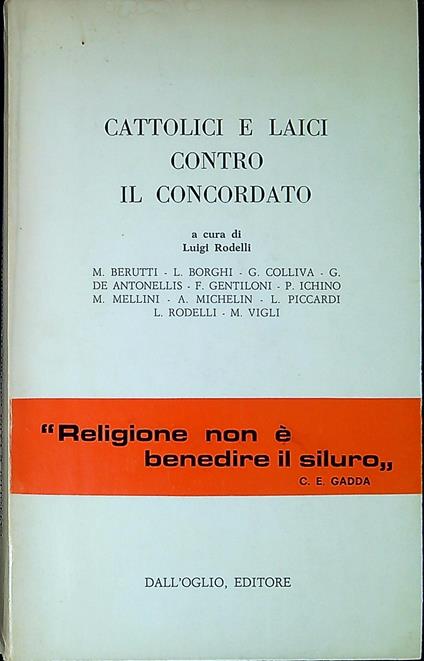 CATTOLICI E LAICI
CONTRO
IL CONCORDATO
a cura di
Luigi Rodelli
M. BERUTTI - L. BORGHI - G. COLLIVA - G.
DE ANTONELLIS - F. GENTILONI - P. ICHINO
M. MELLINI - A. MICHELIN - L. PICCARDI
L. RODELLI - M. VIGLI
“Religione non è
benedire il siluro„
C. E. GADDA
DALL'OGLIO, EDITORE